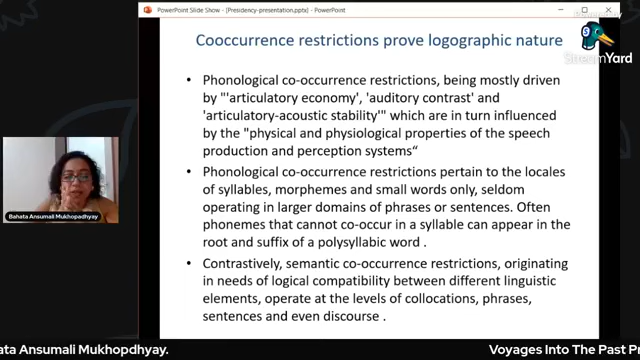 PowerPoint Slide Show - [Presidency-presentation.pptx] - PowerPoint
Cooccurrence restrictions prove logographic nature
StreamYard
• Phonological co-occurrence restrictions, being mostly driven
by "'articulatory economy', 'auditory contrast' and
'articulatory-acoustic stability'" which are in turn influenced
by the "physical and physiological properties of the speech
production and perception systems“
• Phonological co-occurrence restrictions pertain to the locales
of syllables, morphemes and small words only, seldom
operating in larger domains of phrases or sentences. Often
phonemes that cannot co-occur in a syllable can appear in the
root and suffix of a polysyllabic word .
• Contrastively, semantic co-occurrence restrictions, originating
in needs of logical compatibility between different linguistic
elements, operate at the levels of collocations, phrases,
sentences and even discourse .
Bahata Ansumali Mukhopadhyay
ata Ansumali Mukhopdhyay.
Voyages Into The Past Pr